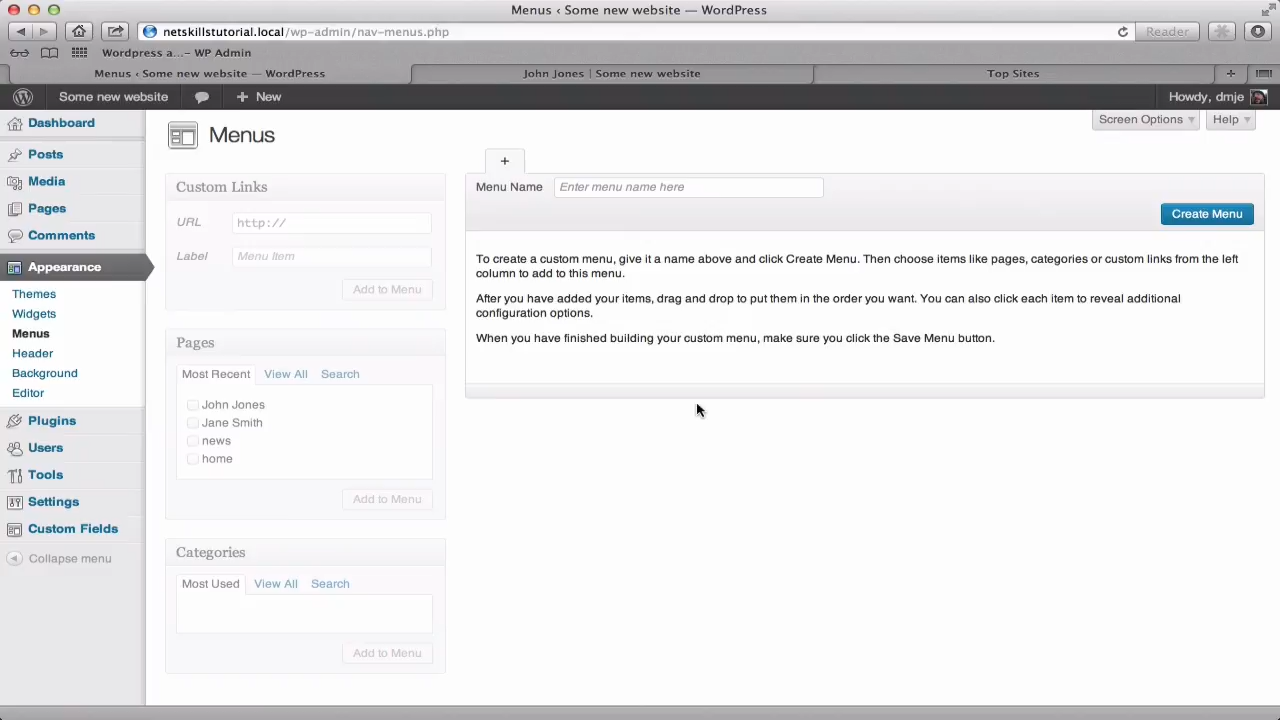 Menus ‹ Some new website — WordPress
netskillstutorial.local/wp-admin/nav-menus.php
Reader
Wordpress a...- WP Admin
Menus ‹ Some new website — WordPress
John Jones | Some new website
Top Sites
+
Some new website
+ New
Howdy, dmje
Screen Options
Help
Dashboard
Posts
Media
Pages
Comments
Appearance
Themes
Widgets
Menus
Header
Background
Editor
Plugins
Users
Tools
Settings
Custom Fields
Collapse menu
Menus
Custom Links
URL http://
Label Menu Item
Add to Menu
Pages
Most Recent View All Search
John Jones
Jane Smith
news
home
Add to Menu
Categories
Most Used View All Search
Add to Menu
+
Menu Name Enter menu name here
Create Menu
To create a custom menu, give it a name above and click Create Menu. Then choose items like pages, categories or custom links from the left
column to add to this menu.
After you have added your items, drag and drop to put them in the order you want. You can also click each item to reveal additional
configuration options.
When you have finished building your custom menu, make sure you click the Save Menu button.